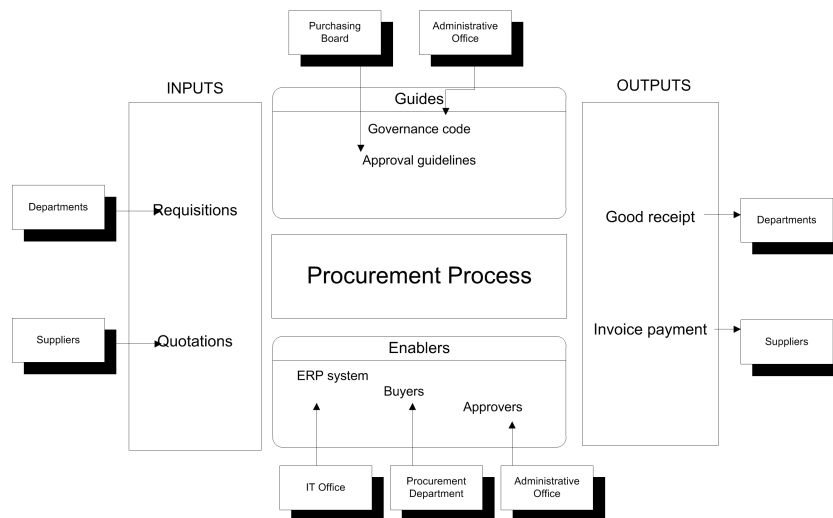 Purchasing
Board
Administrative
Office
INPUTS
OUTPUTS
Guides
Governance code
Approval guidelines
Departments
Requisitions
Good receipt
Departments
Procurement Process
Suppliers
Quotations
Invoice payment
Suppliers
Enablers
ERP system
Buyers
Approvers
IT Office
Procurement
Department
Administrative
Office